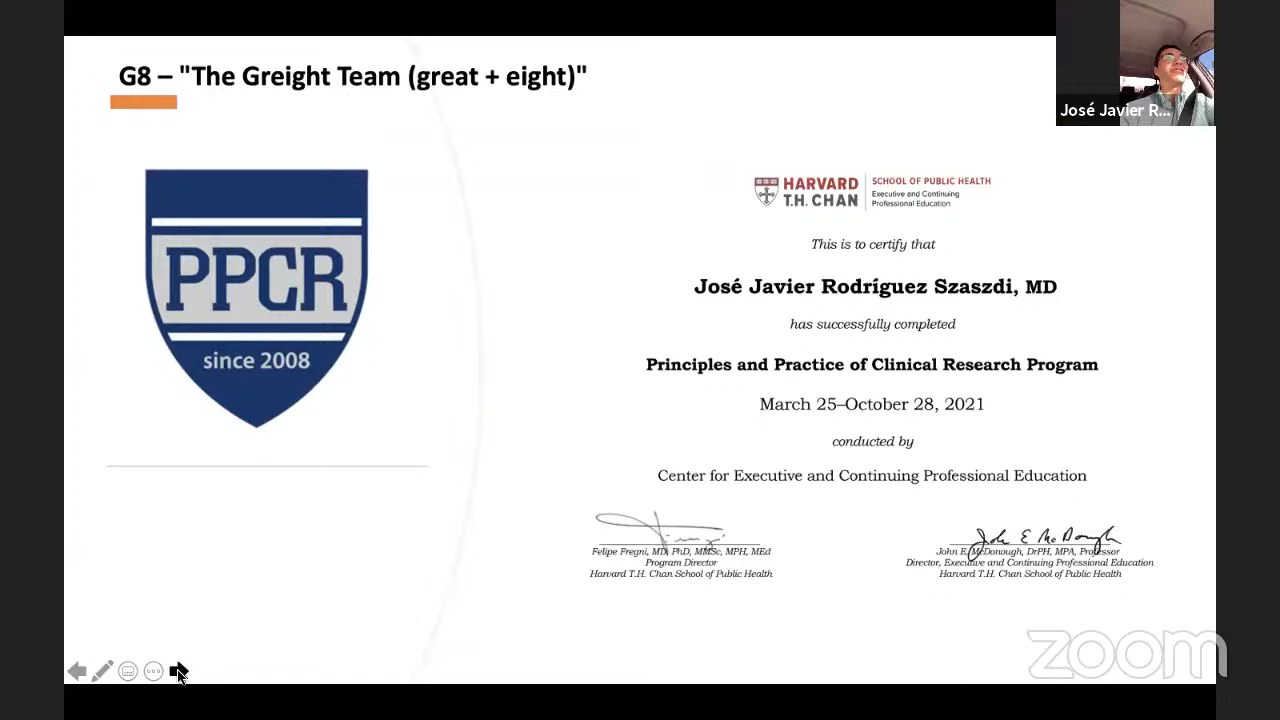 G8 – "The Greight Team (great + eight)"
José Javier R...
PPCR
since 2008
HARVARD
T.H. CHAN
SCHOOL OF PUBLIC HEALTH
Executive and Continuing
Professional Education
This is to certify that
José Javier Rodríguez Szaszdi, MD
has successfully completed
Principles and Practice of Clinical Research Program
March 25–October 28, 2021
conducted by
Center for Executive and Continuing Professional Education
Felipe Fregni, MD, PhD, MMSc, MPH, MEd
Program Director
Harvard T.H. Chan School of Public Health
John E McDonough
John E. McDonough, DrPH, MPA, Professor
Director, Executive and Continuing Professional Education
Harvard T.H. Chan School of Public Health
zoom